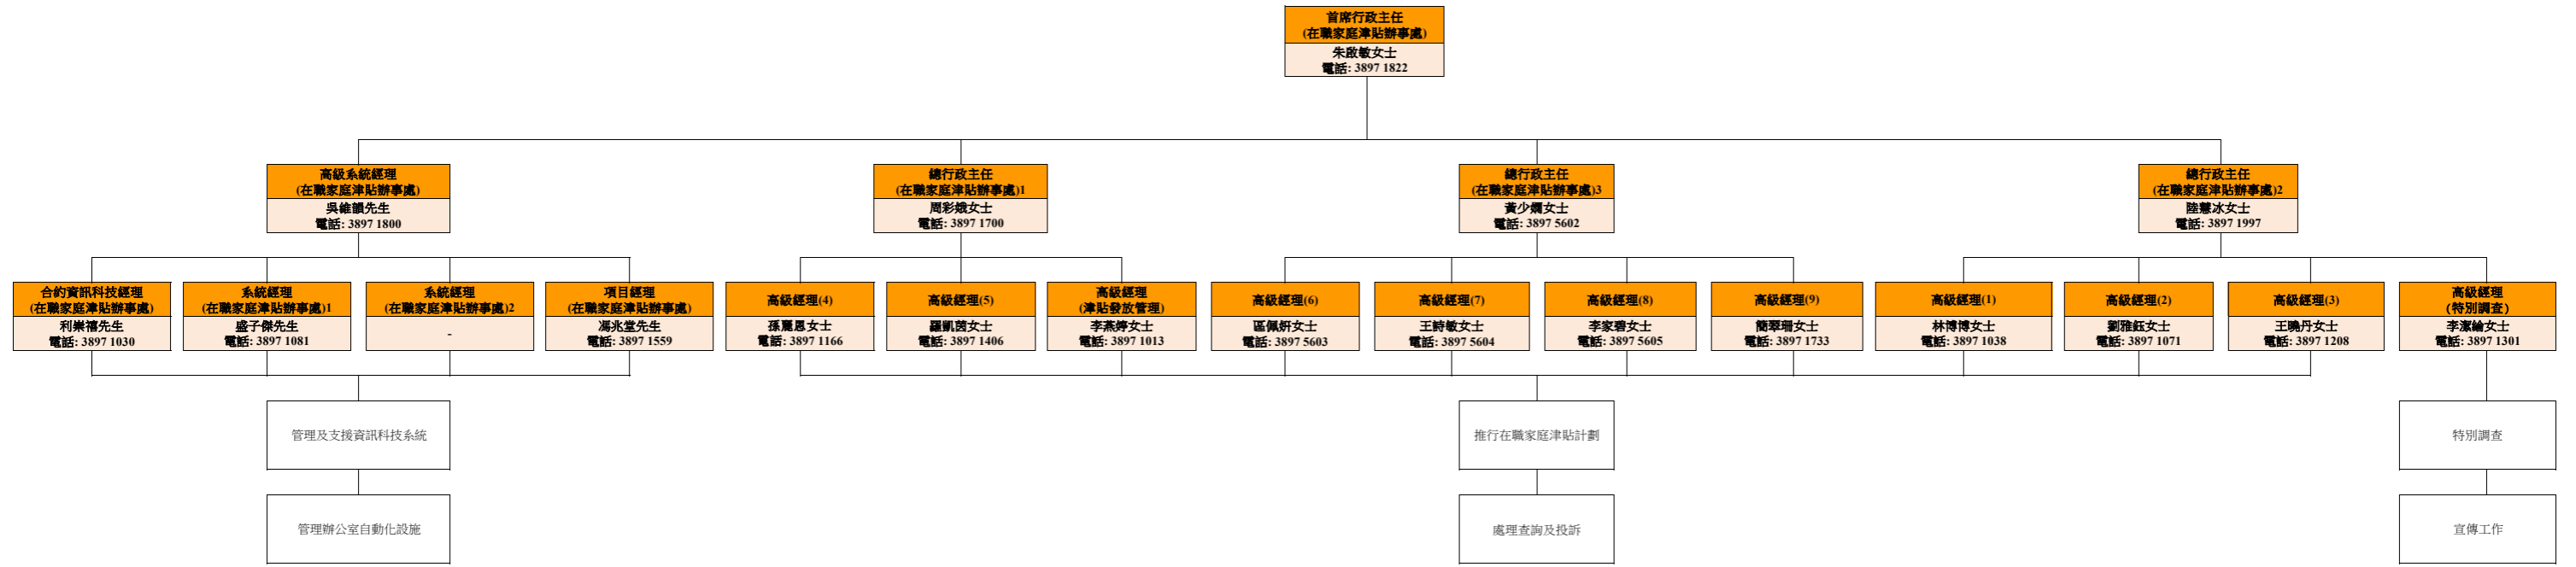 首席行政主任
(在職家庭津貼辦事處)
朱啟敏女士
電話: 3897 1822
高級系統經理
(在職家庭津貼辦事處)
吳維韻先生
電話: 3897 1800
總行政主任
(在職家庭津貼辦事處)1
周彩娥女士
電話: 3897 1700
總行政主任
(在職家庭津貼辦事處)3
黃少嫻女士
電話: 3897 5602
總行政主任
(在職家庭津貼辦事處)2
陸慧冰女士
電話: 3897 1997
合約資訊科技經理
(在職家庭津貼辦事處)
利崇禧先生
電話: 3897 1030
系統經理
(在職家庭津貼辦事處)1
盛子傑先生
電話: 3897 1081
系統經理
(在職家庭津貼辦事處)2
-
項目經理
(在職家庭津貼辦事處)
馮兆堂先生
電話: 3897 1559
高級經理(4)
孫麗恩女士
電話: 3897 1166
高級經理(5)
羅凱茵女士
電話: 3897 1406
高級經理
(津貼發放管理)
李燕婷女士
電話: 3897 1013
高級經理(6)
區佩妍女士
電話: 3897 5603
高級經理(7)
王詩敏女士
電話: 3897 5604
高級經理(8)
李家碧女士
電話: 3897 5605
高級經理(9)
簡翠珊女士
電話: 3897 1733
高級經理(1)
林博博女士
電話: 3897 1038
高級經理(2)
劉雅鈺女士
電話: 3897 1071
高級經理(3)
王曉丹女士
電話: 3897 1208
高級經理
(特別調查)
李潔綸女士
電話: 3897 1301
管理及支援資訊科技系統
推行在職家庭津貼計劃
特別調查
管理辦公室自動化設施
處理查詢及投訴
宣傳工作